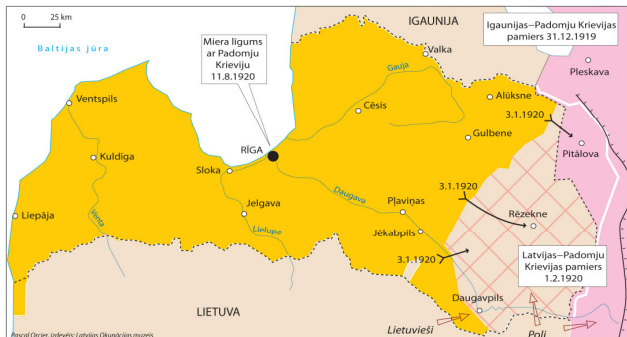 0 25 km
IGAUNIJA
Igaunijas–Padomju Krievijas
pamiers 31.12.1919
Baltijas jūra
Miera līgums
ar Padomju
Krieviju
11.8.1920
Valka
Pleskava
Gauja
Ventspils
Cēsis
Alūksne
3.1.1920
Gulbene
RĪGA
Pitālova
Kuldīga
Sloka
Daugava
3.1.1920
Venta
Liepāja
Jelgava
Lielupe
Pļaviņas
Jēkabpils
Rēzekne
3.1.1920
Latvijas–Padomju
Krievijas pamiers
1.2.1920
LIETUVA
Daugavpils
Lietuvieši
Poļi
Pascal Orcier, izdevējs: Latvijas Okupācijas muzejs